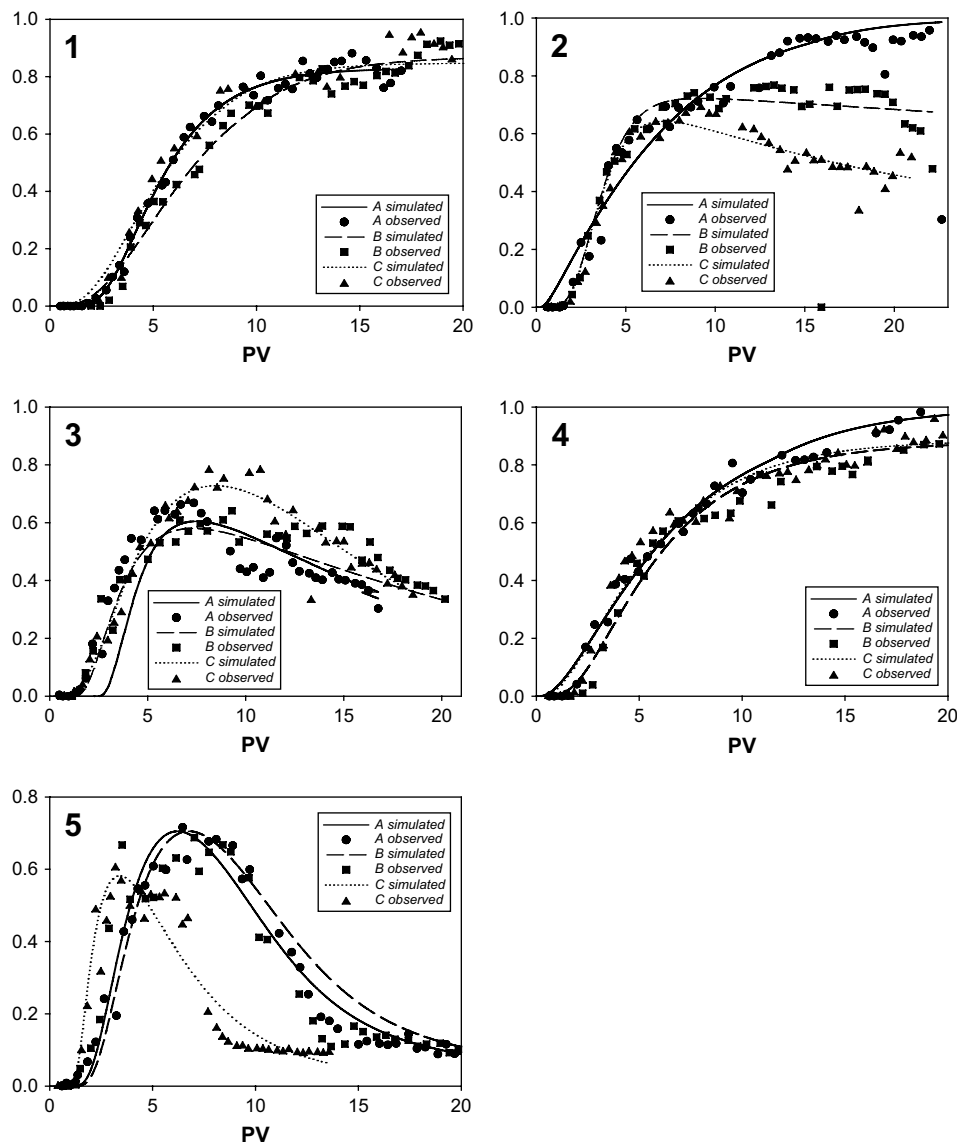 1.0
0.8
0.6
0.4
0.2
0.0
1
A simulated
A observed
B simulated
B observed
C simulated
C observed
0 5 10 15 20
PV
1.0
0.8
0.6
0.4
0.2
0.0
2
A simulated
A observed
B simulated
B observed
C simulated
C observed
0 5 10 15 20
PV
1.0
0.8
0.6
0.4
0.2
0.0
3
A simulated
A observed
B simulated
B observed
C simulated
C observed
0 5 10 15 20
PV
1.0
0.8
0.6
0.4
0.2
0.0
4
A simulated
A observed
B simulated
B observed
C simulated
C observed
0 5 10 15 20
PV
0.8
0.6
0.4
0.2
0.0
5
A simulated
A observed
B simulated
B observed
C simulated
C observed
0 5 10 15 20
PV